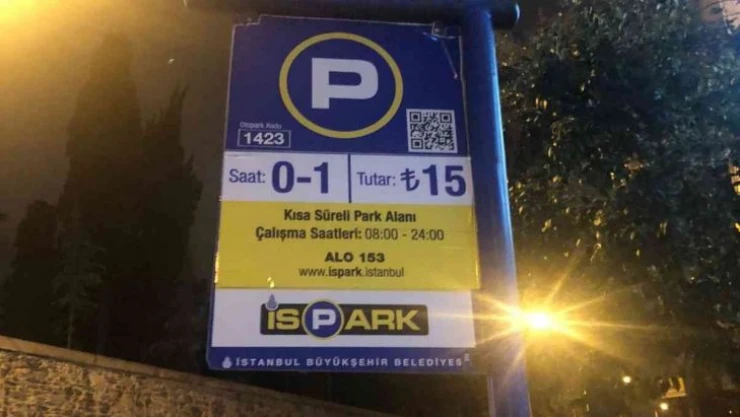 P
Otopark Kodu
1423
Saat: 0-1 Tutar: ₺15
Kısa Süreli Park Alanı
Çalışma Saatleri: 08:00 - 24:00
ALO 153
www.ispark.istanbul
İSPARK
İSTANBUL BÜYÜKŞEHİR BELEDİYESİ